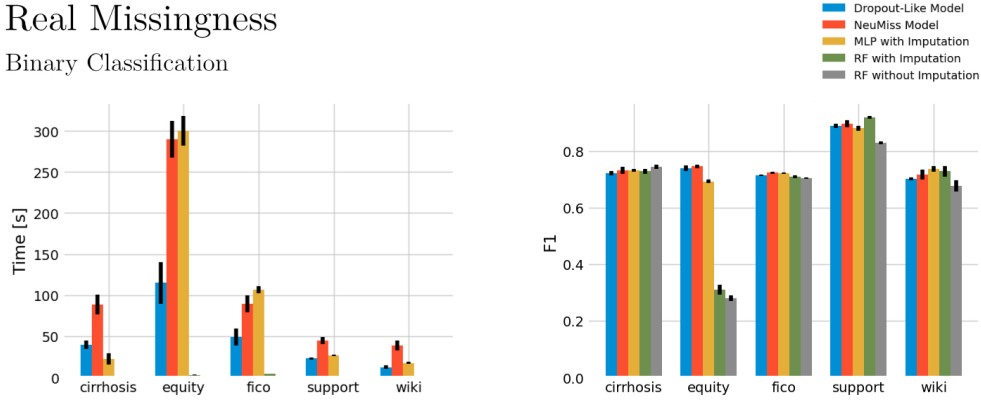 Real Missingness
Binary Classification
Dropout-Like Model
NeuMiss Model
MLP with Imputation
RF with Imputation
RF without Imputation
Time [s]
300
250
200
150
100
50
0
cirrhosis equity fico support wiki
F1
0.8
0.6
0.4
0.2
0.0
cirrhosis equity fico support wiki